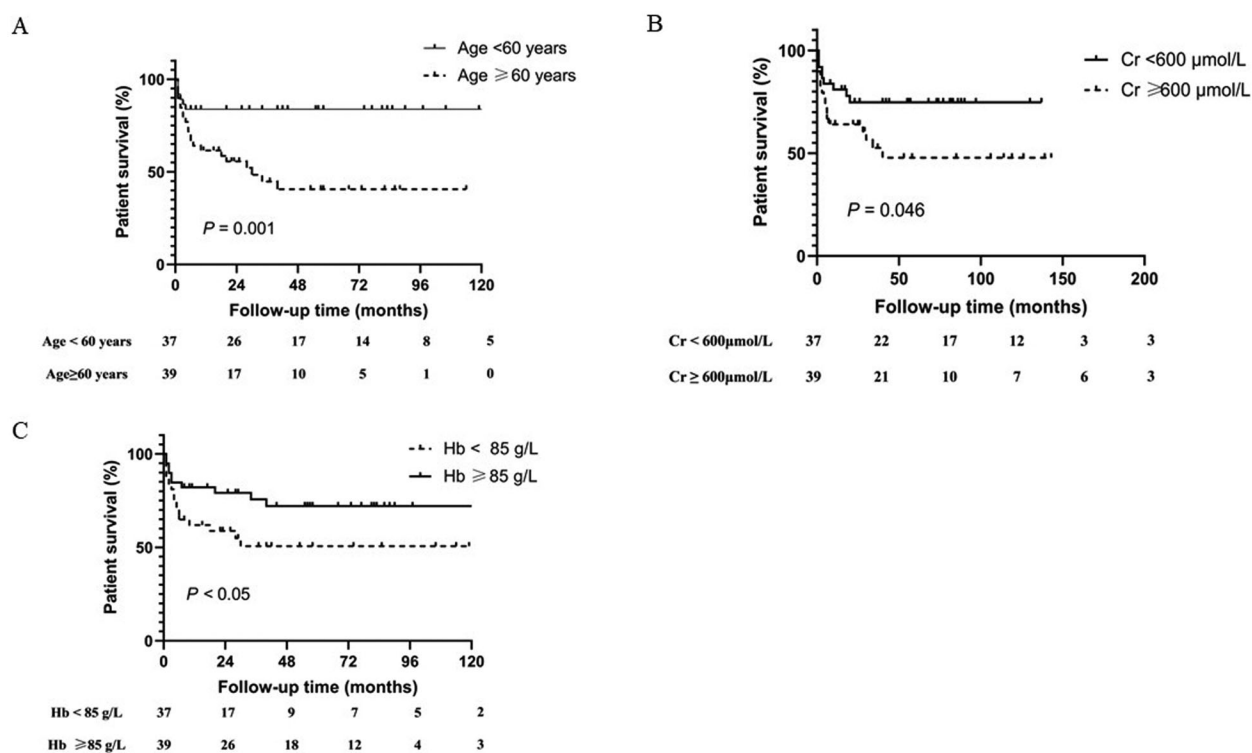 A
Age <60 years
Age ⩾ 60 years
100
50
0
Patient survival (%)
P = 0.001
0 24 48 72 96 120
Follow-up time (months)
Age < 60 years 37 26 17 14 8 5
Age≥60 years 39 17 10 5 1 0
B
Cr <600 μmol/L
Cr ⩾600 μmol/L
100
50
0
Patient survival (%)
P = 0.046
0 50 100 150 200
Follow-up time (months)
Cr < 600μmol/L 37 22 17 12 3 3
Cr ≥ 600μmol/L 39 21 10 7 6 3
C
Hb < 85 g/L
Hb ⩾ 85 g/L
100
50
0
Patient survival (%)
P < 0.05
0 24 48 72 96 120
Follow-up time (months)
Hb < 85 g/L 37 17 9 7 5 2
Hb ≥85 g/L 39 26 18 12 4 3